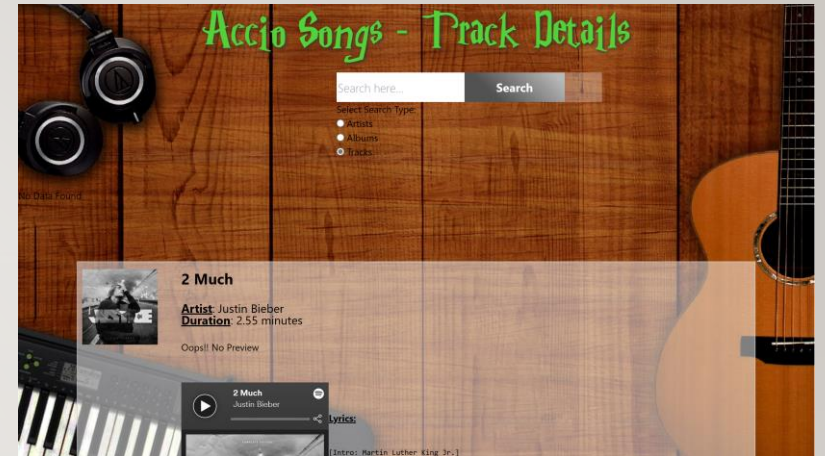 Accio Songs - Track Details
Search here...
Search
Select Search Type:
Artists
Albums
Tracks
No Data Found
2 Much
Artist: Justin Bieber
Duration: 2.55 minutes
Oops!! No Preview
2 Much
Justin Bieber
Lyrics:
[Intro: Martin Luther King Jr.]